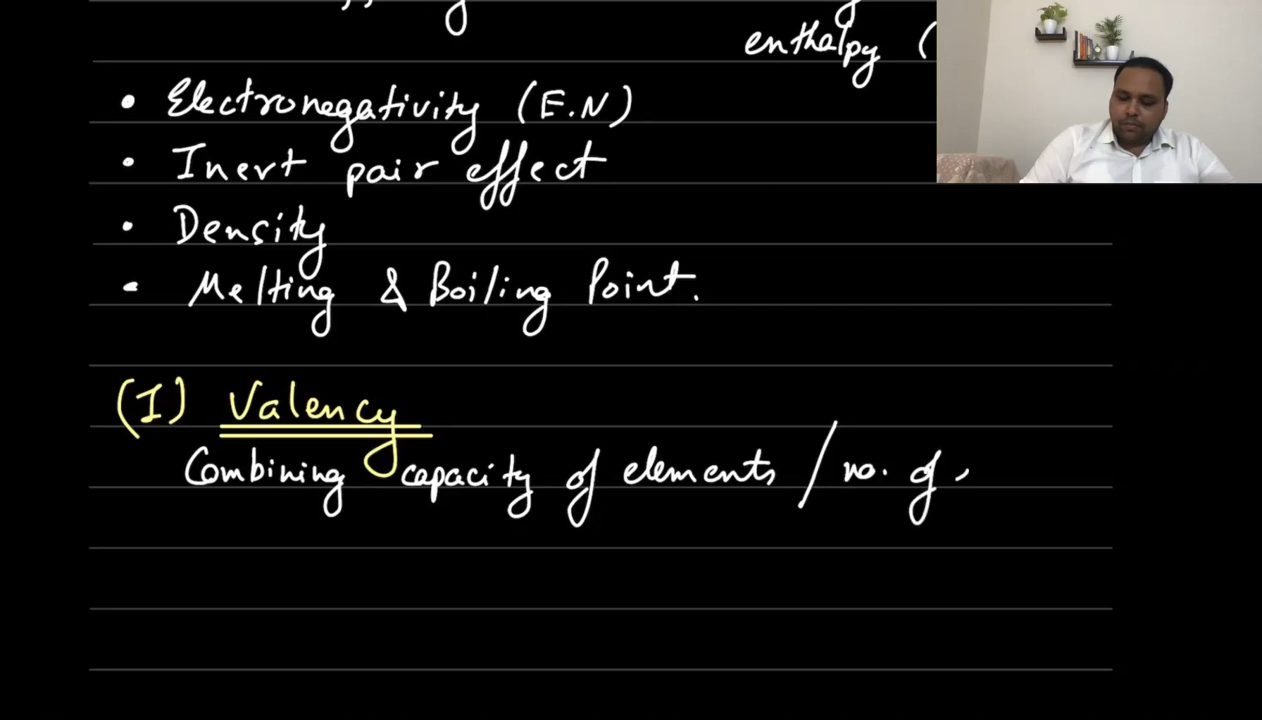 enthalpy (
• Electronegativity (E.N)
• Inert pair effect
• Density
• Melting & Boiling Point.
(I) Valency
Combining capacity of elements / no. of